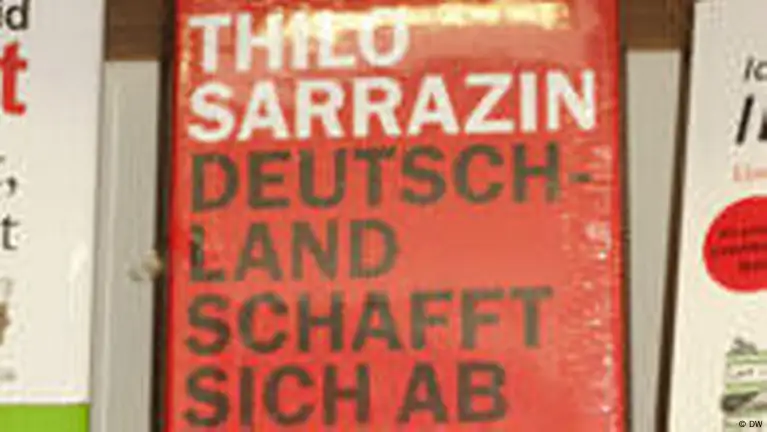 THILO
SARRAZIN
DEUTSCH-
LAND
SCHAFFT
SICH AB
© DW